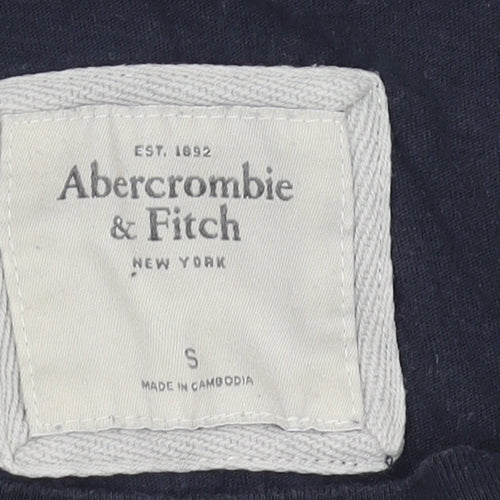 EST. 1892
Abercrombie
& Fitch
NEW YORK
S
MADE IN CAMBODIA